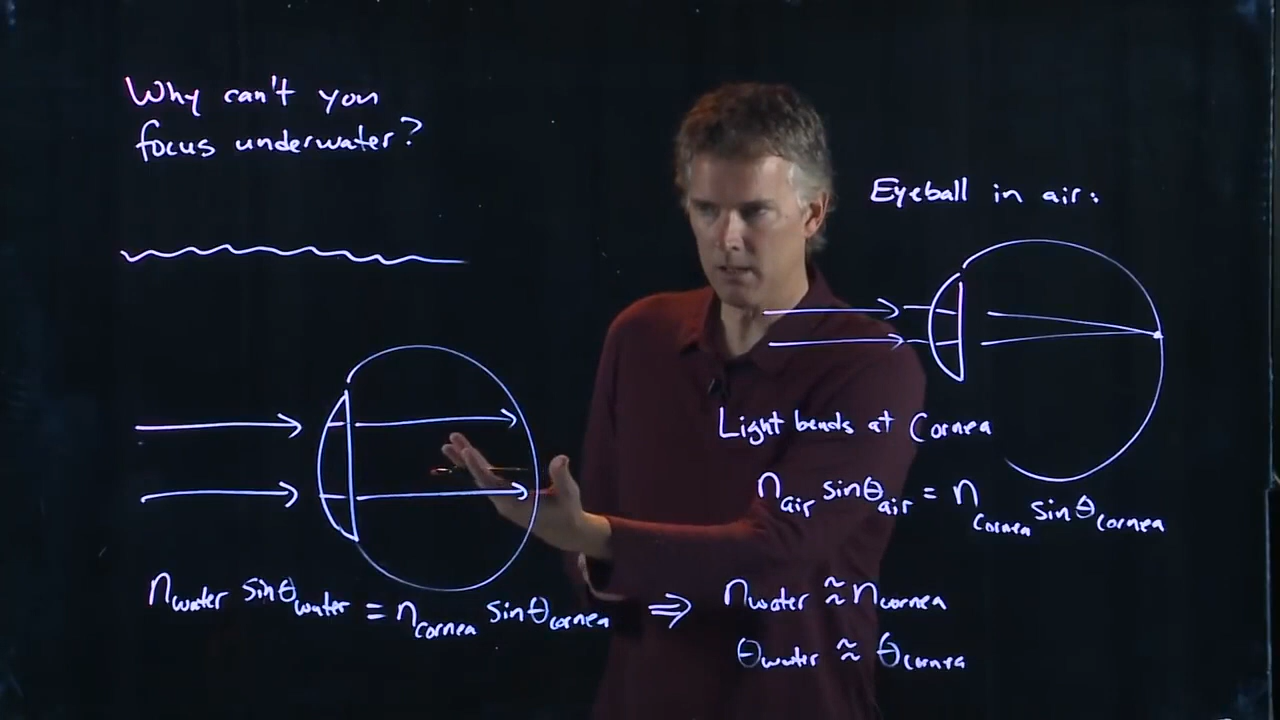 Why can't you
focus underwater?
Eyeball in air:
Light bends at Cornea
n_air sinθ_air = n_cornea sinθ_cornea
n_water sinθ_water = n_cornea sinθ_cornea ⇒ n_water ≈ n_cornea
θ_water ≈ θ_cornea